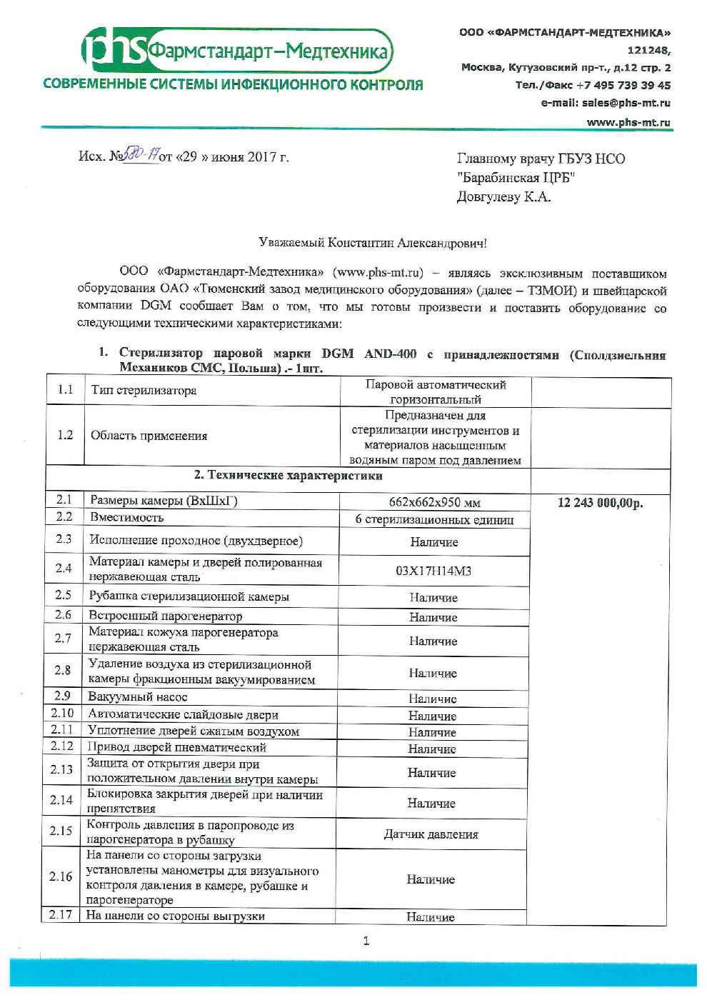 phs Фармстандарт–Медтехника
СОВРЕМЕННЫЕ СИСТЕМЫ ИНФЕКЦИОННОГО КОНТРОЛЯ
ООО «ФАРМСТАНДАРТ-МЕДТЕХНИКА»
121248,
Москва, Кутузовский пр-т., д.12 стр. 2
Тел./Факс +7 495 739 39 45
e-mail: sales@phs-mt.ru
www.phs-mt.ru
Исх. №580-17от «29 » июня 2017 г.
Главному врачу ГБУЗ НСО
"Барабинская ЦРБ"
Довгулеву К.А.
Уважаемый Константин Александрович!
ООО «Фармстандарт-Медтехника» (www.phs-mt.ru) – являясь эксклюзивным поставщиком
оборудования ОАО «Тюменский завод медицинского оборудования» (далее – ТЗМОИ) и швейцарской
компании DGM сообщает Вам о том, что мы готовы произвести и поставить оборудование со
следующими техническими характеристиками:
1. Стерилизатор паровой марки DGM AND-400 с принадлежностями (Сполдзиельния
Механиков СМС, Польша) .- 1шт.
1.1 Тип стерилизатора Паровой автоматический
горизонтальный
1.2 Область применения Предназначен для
стерилизации инструментов и
материалов насыщенным
водяным паром под давлением
2. Технические характеристики
2.1 Размеры камеры (ВхШхГ) 662х662х950 мм 12 243 000,00р.
2.2 Вместимость 6 стерилизационных единиц
2.3 Исполнение проходное (двухдверное) Наличие
2.4 Материал камеры и дверей полированная
нержавеющая сталь 03Х17Н14М3
2.5 Рубашка стерилизационной камеры Наличие
2.6 Встроенный парогенератор Наличие
2.7 Материал кожуха парогенератора
нержавеющая сталь Наличие
2.8 Удаление воздуха из стерилизационной
камеры фракционным вакуумированием Наличие
2.9 Вакуумный насос Наличие
2.10 Автоматические слайдовые двери Наличие
2.11 Уплотнение дверей сжатым воздухом Наличие
2.12 Привод дверей пневматический Наличие
2.13 Защита от открытия двери при
положительном давлении внутри камеры Наличие
2.14 Блокировка закрытия дверей при наличии
препятствия Наличие
2.15 Контроль давления в паропроводе из
парогенератора в рубашку Датчик давления
2.16 На панели со стороны загрузки
установлены манометры для визуального
контроля давления в камере, рубашке и
парогенераторе Наличие
2.17 На панели со стороны выгрузки Наличие
1